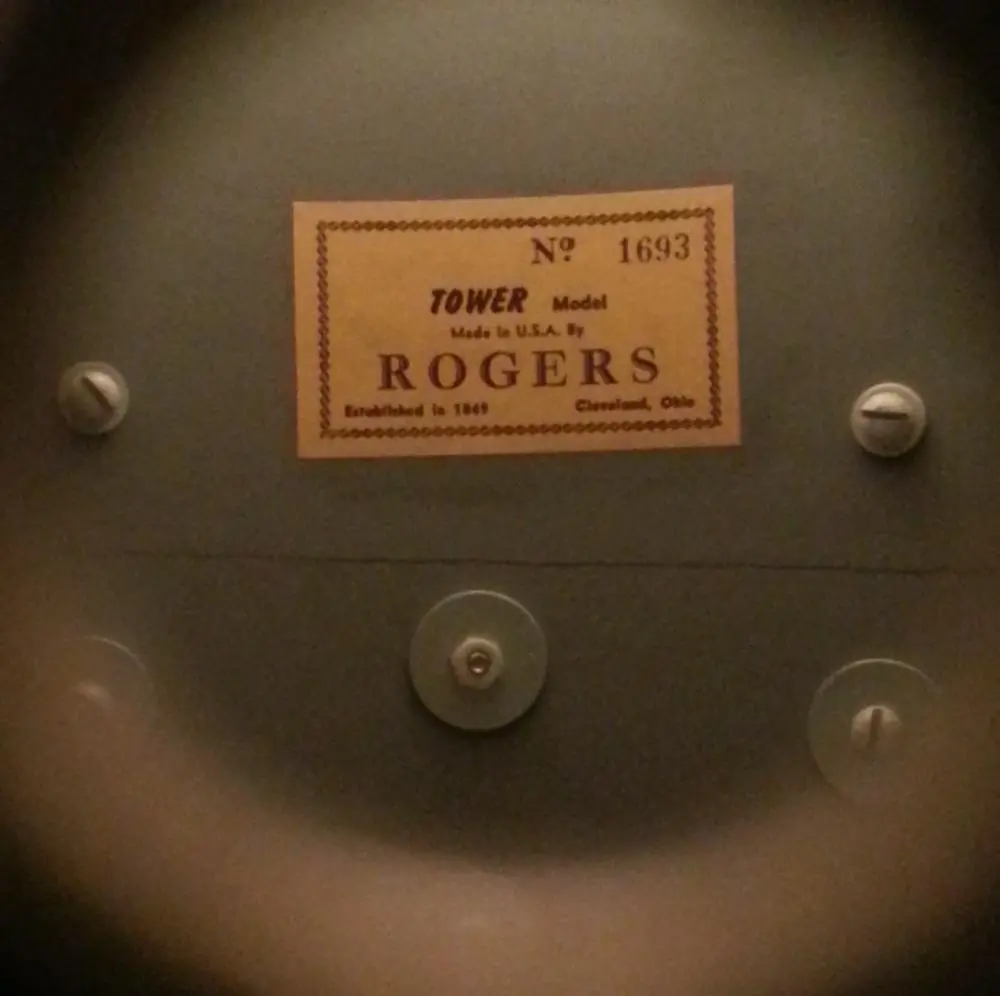 Nº 1693
TOWER Model
Made in U.S.A. By
ROGERS
Established in 1849 Cleveland, Ohio